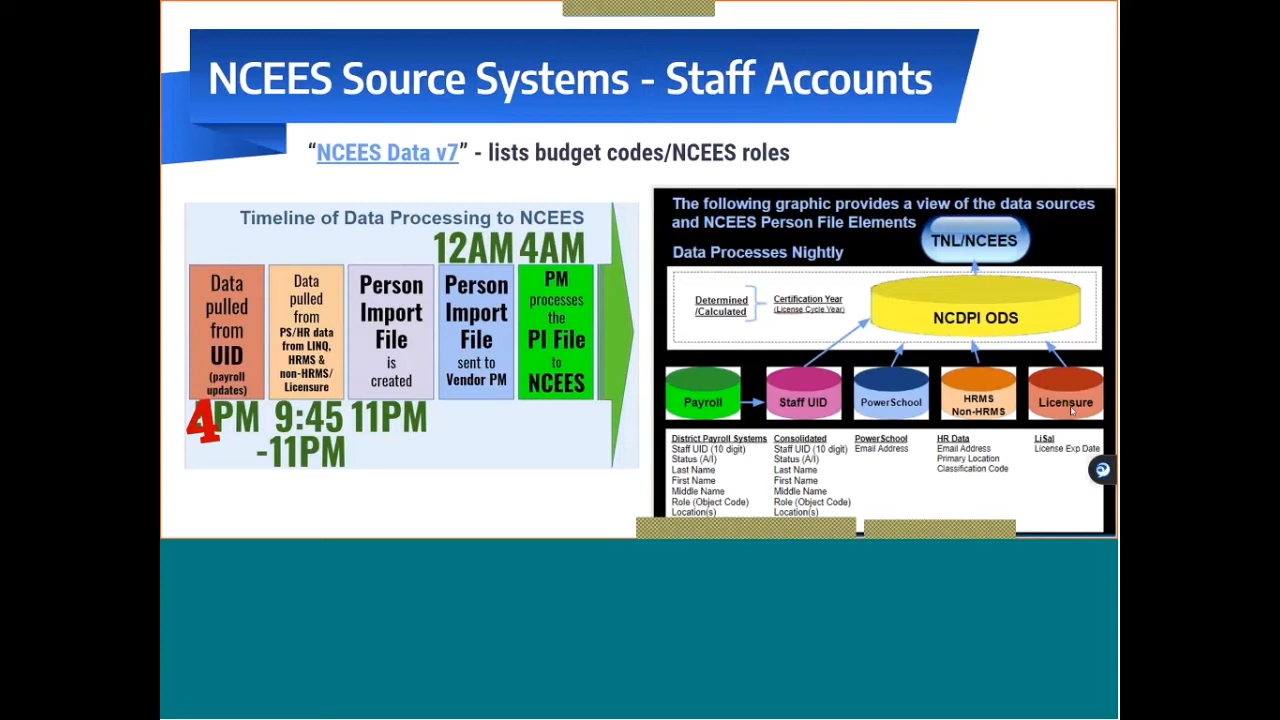 NCEES Source Systems - Staff Accounts
“NCEES Data v7” - lists budget codes/NCEES roles
Timeline of Data Processing to NCEES
12AM 4AM
Data
pulled
from
UID
(payroll
updates)
Data
pulled
from
PS/HR data
from LINQ,
HRMS &
non-HRMS/
Licensure
Person
Import
File
is
created
Person
Import
File
sent to
Vendor PM
PM
processes
the
PI File
to
NCEES
4PM 9:45 11PM
-11PM
The following graphic provides a view of the data sources
and NCEES Person File Elements
TNL/NCEES
Data Processes Nightly
Determined
/Calculated
Certification Year
(License Cycle Year)
NCDPI ODS
Payroll
Staff UID
PowerSchool
HRMS
Non-HRMS
Licensure
District Payroll Systems
Staff UID (10 digit)
Status (A/I)
Last Name
First Name
Middle Name
Role (Object Code)
Location(s)
Consolidated
Staff UID (10 digit)
Status (A/I)
Last Name
First Name
Middle Name
Role (Object Code)
Location(s)
PowerSchool
Email Address
HR Data
Email Address
Primary Location
Classification Code
LiSal
License Exp Date